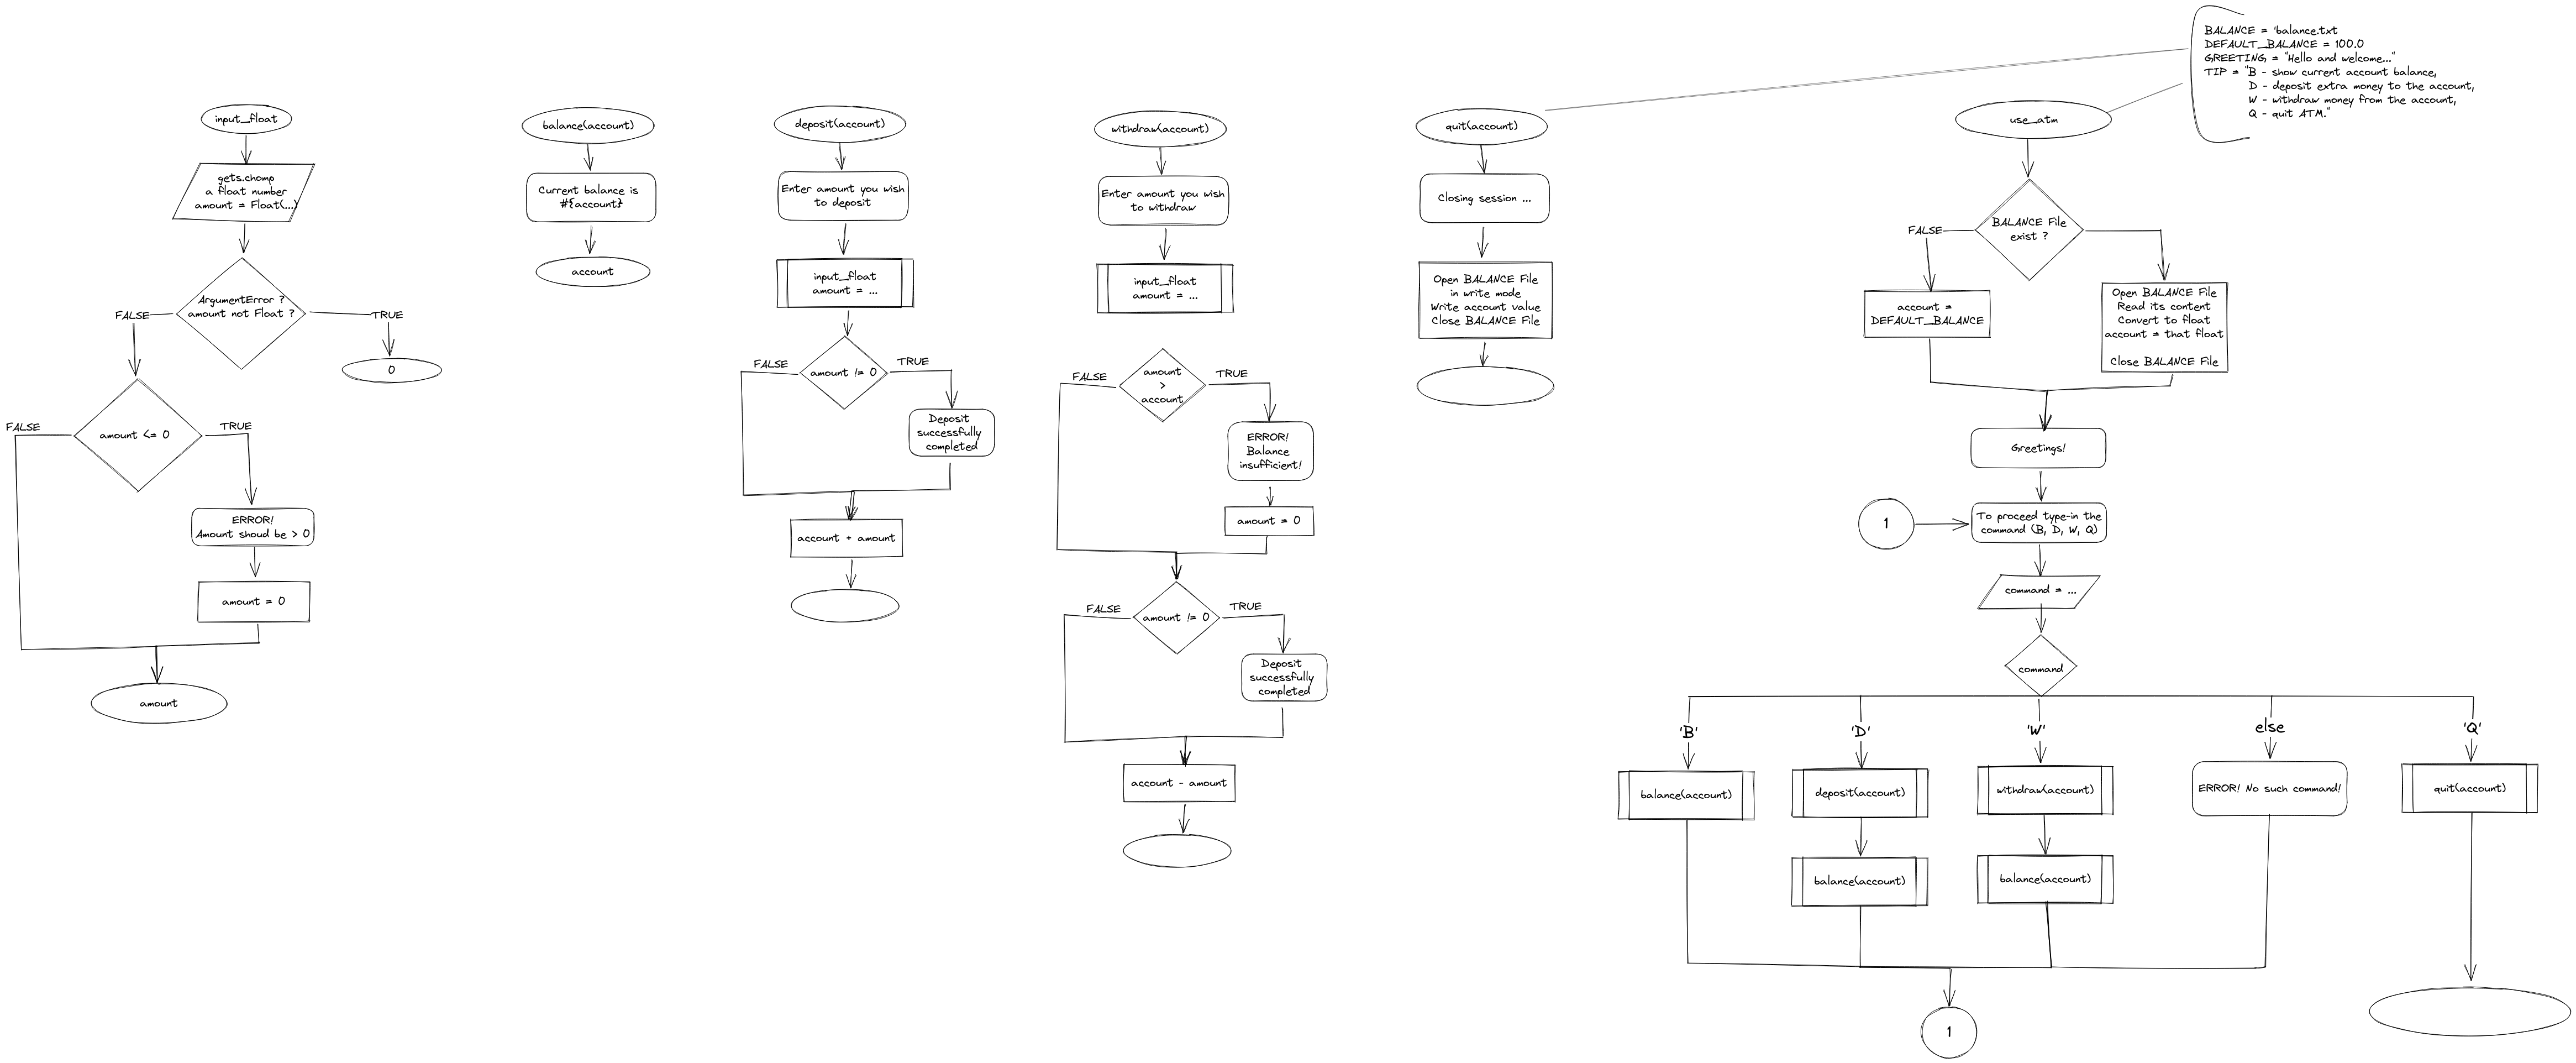 input_float
gets.chomp
a float number
amount = Float(...)
ArgumentError ?
amount not Float ?
FALSE
TRUE
0
amount <= 0
FALSE
TRUE
ERROR!
Amount shoud be > 0
amount = 0
amount
balance(account)
Current balance is
#{account}
account
deposit(account)
Enter amount you wish
to deposit
input_float
amount = ...
amount != 0
FALSE
TRUE
Deposit
successfully
completed
account + amount
withdraw(account)
Enter amount you wish
to withdraw
input_float
amount = ...
amount
>
account
FALSE
TRUE
ERROR!
Balance
insufficient!
amount = 0
amount != 0
FALSE
TRUE
Deposit
successfully
completed
account - amount
quit(account)
Closing session ...
Open BALANCE File
in write mode
Write account value
Close BALANCE File
BALANCE = 'balance.txt
DEFAULT_BALANCE = 100.0
GREETING = "Hello and welcome..."
TIP = "B - show current account balance,
D - deposit extra money to the account,
W - withdraw money from the account,
Q - quit ATM."
use_atm
BALANCE File
exist ?
FALSE
account =
DEFAULT_BALANCE
Open BALANCE File
Read its content
Convert to float
account = that float
Close BALANCE File
Greetings!
1
To proceed type-in the
command (B, D, W, Q)
command = ...
command
'B'
'D'
'W'
else
'Q'
balance(account)
deposit(account)
withdraw(account)
ERROR! No such command!
quit(account)
balance(account)
balance(account)
1